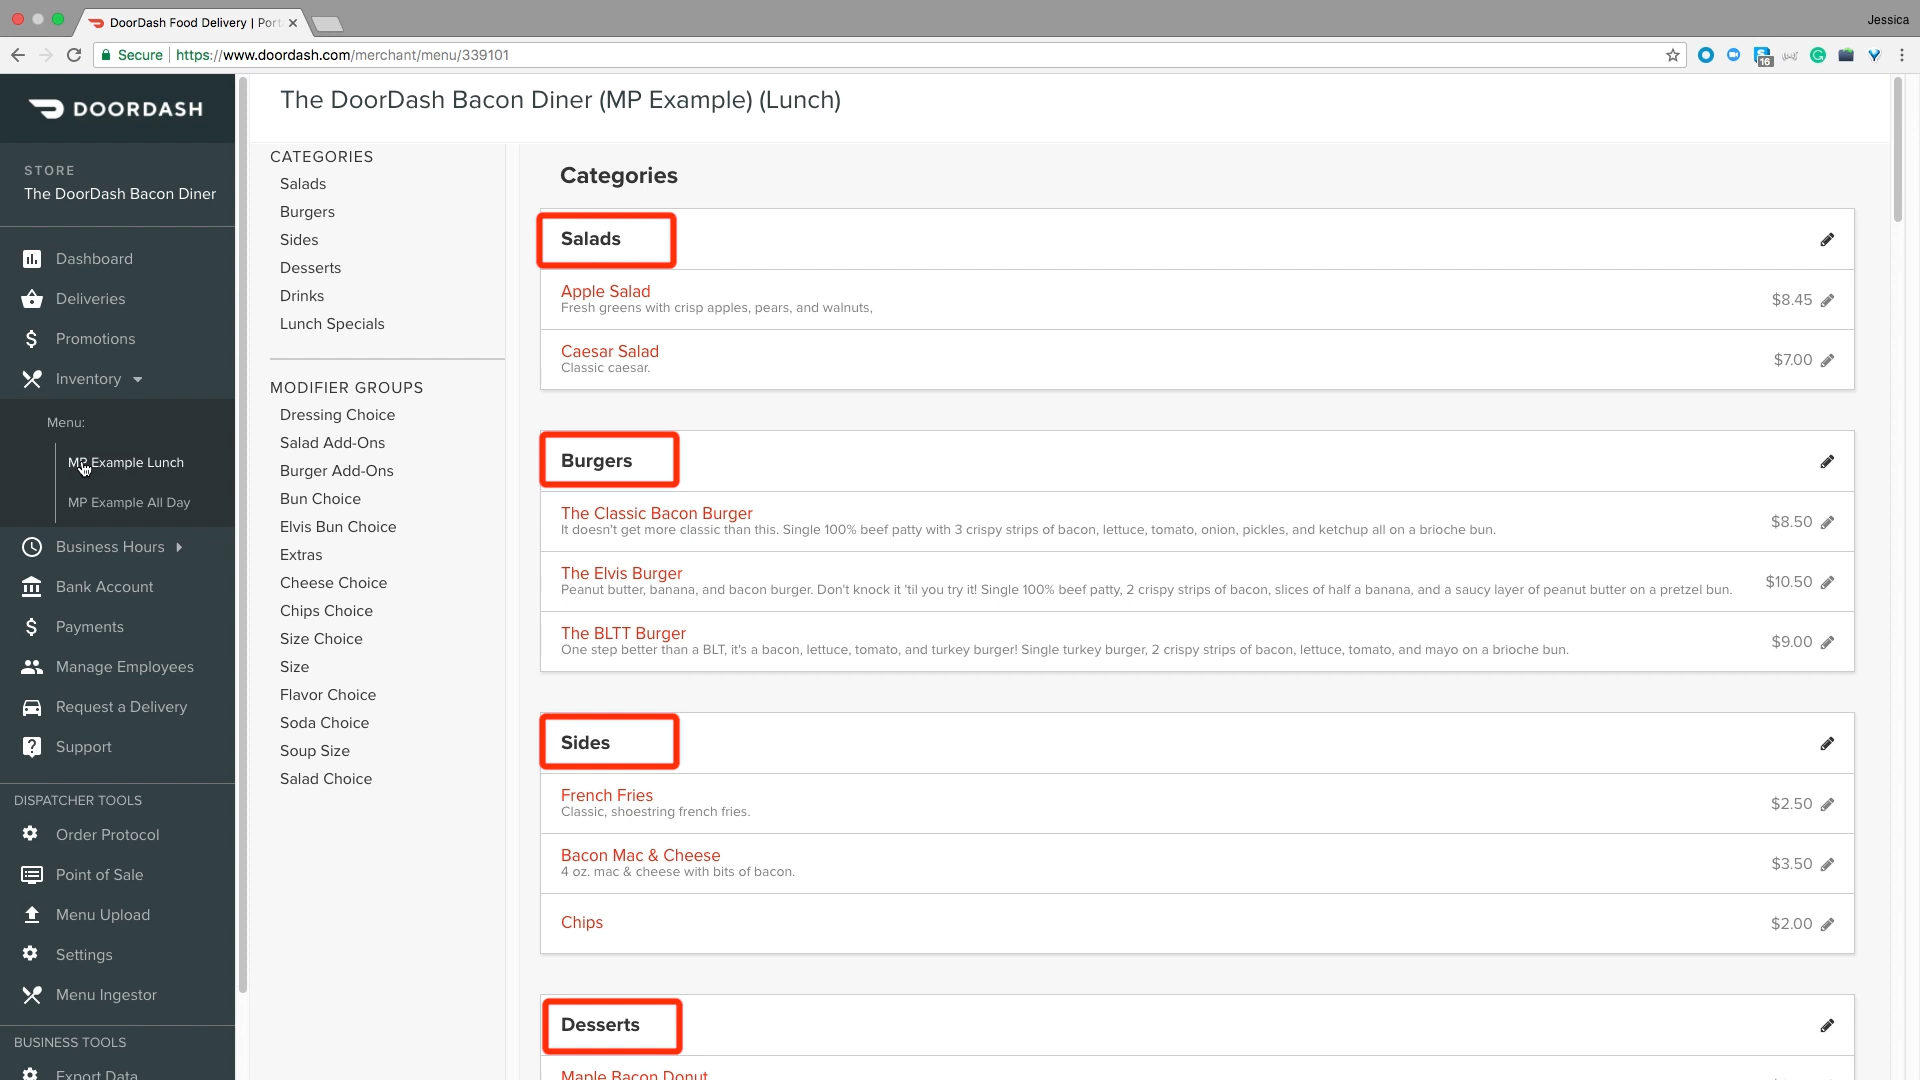 DoorDash Food Delivery | Port
Jessica
Secure
https://www.doordash.com/merchant/menu/339101
16
DOORDASH
STORE
The DoorDash Bacon Diner
Dashboard
Deliveries
Promotions
Inventory
Menu:
MP Example Lunch
MP Example All Day
Business Hours
Bank Account
Payments
Manage Employees
Request a Delivery
Support
DISPATCHER TOOLS
Order Protocol
Point of Sale
Menu Upload
Settings
Menu Ingestor
BUSINESS TOOLS
Export Data
The DoorDash Bacon Diner (MP Example) (Lunch)
CATEGORIES
Salads
Burgers
Sides
Desserts
Drinks
Lunch Specials
MODIFIER GROUPS
Dressing Choice
Salad Add-Ons
Burger Add-Ons
Bun Choice
Elvis Bun Choice
Extras
Cheese Choice
Chips Choice
Size Choice
Size
Flavor Choice
Soda Choice
Soup Size
Salad Choice
Categories
Salads
Apple Salad
Fresh greens with crisp apples, pears, and walnuts,
$8.45
Caesar Salad
Classic caesar.
$7.00
Burgers
The Classic Bacon Burger
It doesn't get more classic than this. Single 100% beef patty with 3 crispy strips of bacon, lettuce, tomato, onion, pickles, and ketchup all on a brioche bun.
$8.50
The Elvis Burger
Peanut butter, banana, and bacon burger. Don't knock it 'til you try it! Single 100% beef patty, 2 crispy strips of bacon, slices of half a banana, and a saucy layer of peanut butter on a pretzel bun.
$10.50
The BLTT Burger
One step better than a BLT, it's a bacon, lettuce, tomato, and turkey burger! Single turkey burger, 2 crispy strips of bacon, lettuce, tomato, and mayo on a brioche bun.
$9.00
Sides
French Fries
Classic, shoestring french fries.
$2.50
Bacon Mac & Cheese
4 oz. mac & cheese with bits of bacon.
$3.50
Chips
$2.00
Desserts
Maple Bacon Donut